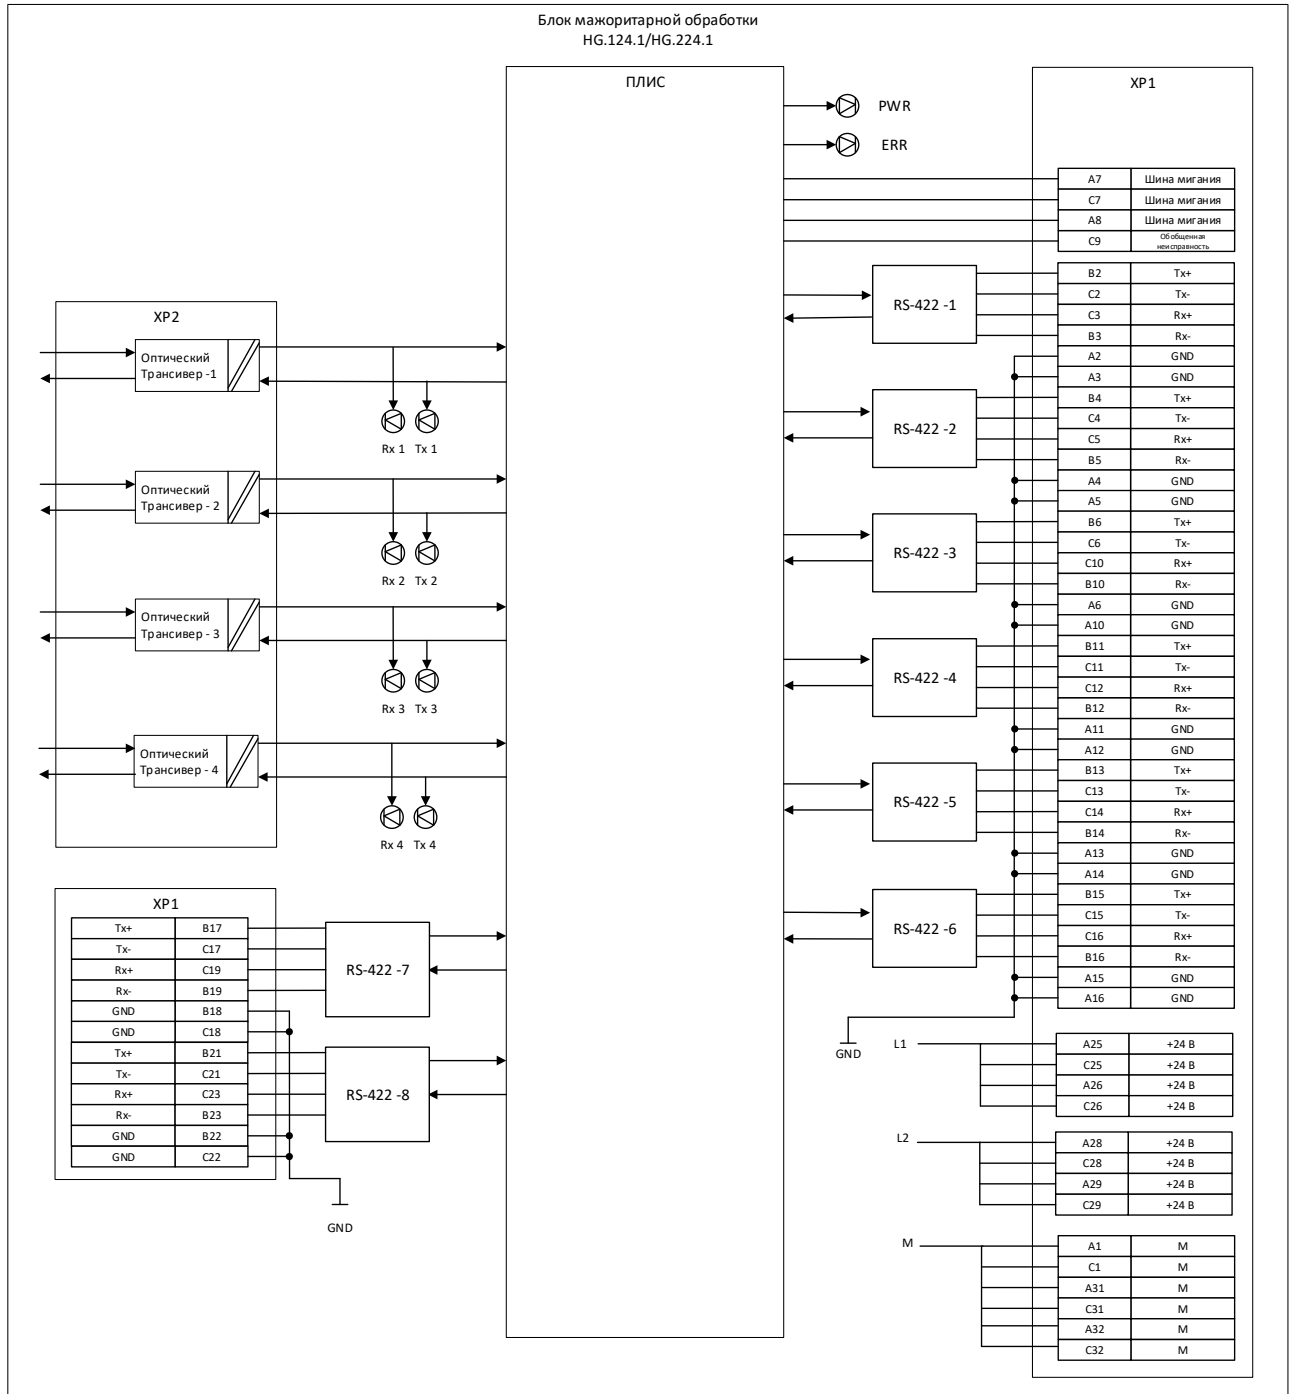 Блок мажоритарной обработки
HG.124.1/HG.224.1
ПЛИС
PWR
ERR
XP1
A7 Шина мигания
C7 Шина мигания
A8 Шина мигания
C9 Обобщенная
неисправность
RS-422 -1
B2 Tx+
C2 Tx-
C3 Rx+
B3 Rx-
A2 GND
A3 GND
RS-422 -2
B4 Tx+
C4 Tx-
C5 Rx+
B5 Rx-
A4 GND
A5 GND
RS-422 -3
B6 Tx+
C6 Tx-
C10 Rx+
B10 Rx-
A6 GND
A10 GND
RS-422 -4
B11 Tx+
C11 Tx-
C12 Rx+
B12 Rx-
A11 GND
A12 GND
RS-422 -5
B13 Tx+
C13 Tx-
C14 Rx+
B14 Rx-
A13 GND
A14 GND
RS-422 -6
B15 Tx+
C15 Tx-
C16 Rx+
B16 Rx-
A15 GND
A16 GND
GND
L1
A25 +24 В
C25 +24 В
A26 +24 В
C26 +24 В
L2
A28 +24 В
C28 +24 В
A29 +24 В
C29 +24 В
M
A1 M
C1 M
A31 M
C31 M
A32 M
C32 M
XP2
Оптический
Трансивер -1
Rx 1 Tx 1
Оптический
Трансивер - 2
Rx 2 Tx 2
Оптический
Трансивер - 3
Rx 3 Tx 3
Оптический
Трансивер - 4
Rx 4 Tx 4
XP1
Tx+ B17
Tx- C17
Rx+ C19
Rx- B19
GND B18
GND C18
RS-422 -7
Tx+ B21
Tx- C21
Rx+ C23
Rx- B23
GND B22
GND C22
RS-422 -8
GND